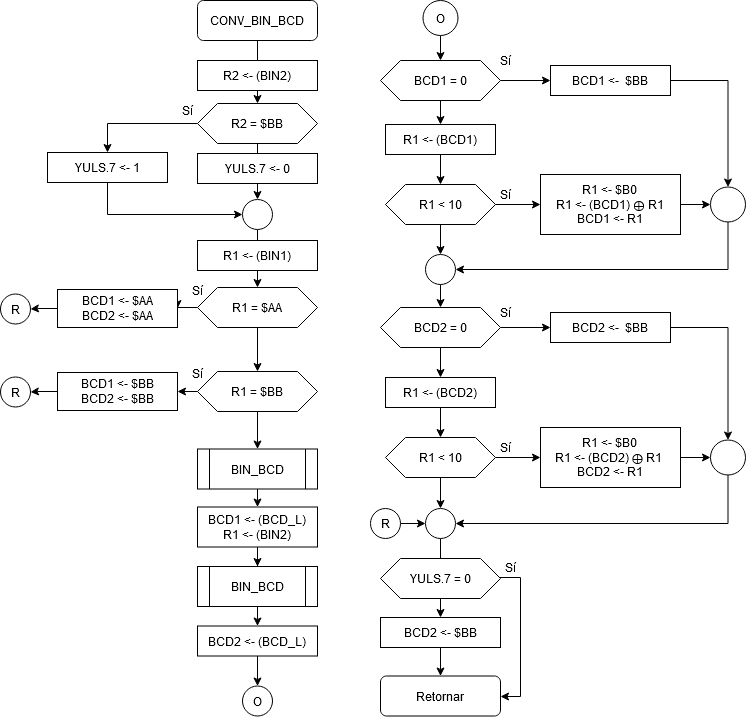 CONV_BIN_BCD
R2 <- (BIN2)
Sí
R2 = $BB
YULS.7 <- 1
YULS.7 <- 0
R1 <- (BIN1)
Sí
R
BCD1 <- $AA
BCD2 <- $AA
R1 = $AA
Sí
R
BCD1 <- $BB
BCD2 <- $BB
R1 = $BB
BIN_BCD
BCD1 <- (BCD_L)
R1 <- (BIN2)
BIN_BCD
BCD2 <- (BCD_L)
O
O
BCD1 = 0
Sí
BCD1 <- $BB
R1 <- (BCD1)
R1 < 10
Sí
R1 <- $B0
R1 <- (BCD1) ⊕ R1
BCD1 <- R1
BCD2 = 0
Sí
BCD2 <- $BB
R1 <- (BCD2)
R1 < 10
Sí
R1 <- $B0
R1 <- (BCD2) ⊕ R1
BCD2 <- R1
R
YULS.7 = 0
Sí
BCD2 <- $BB
Retornar